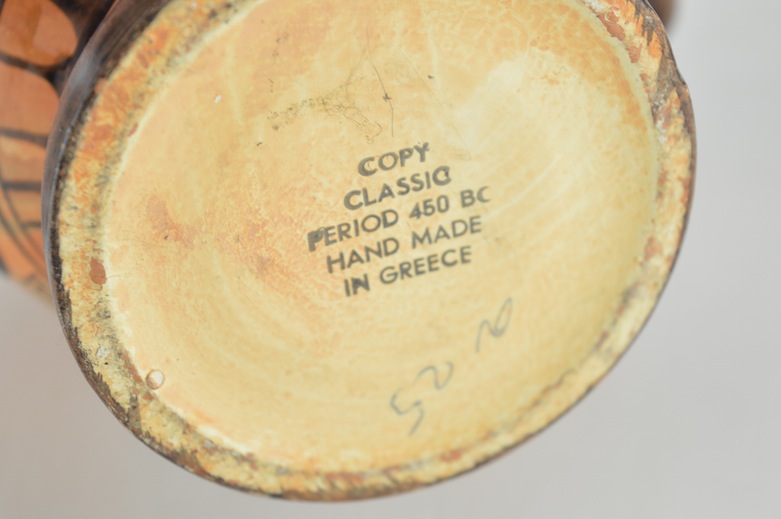 COPY
CLASSIC
PERIOD 450 BC
HAND MADE
IN GREECE